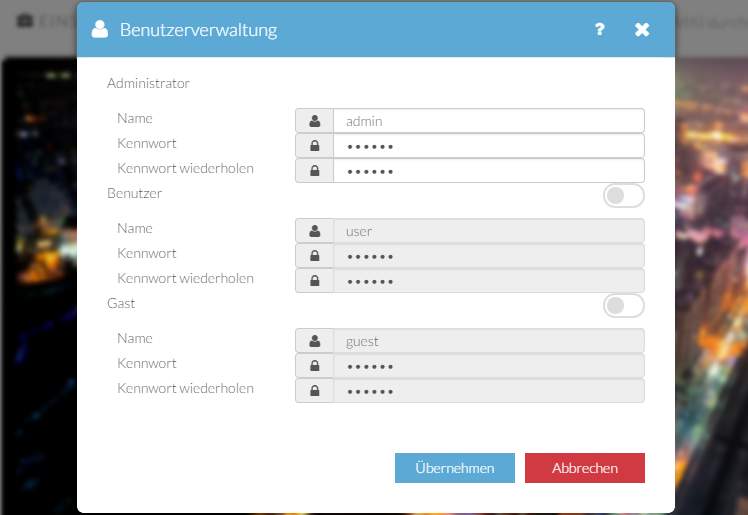 EINS
Benutzerverwaltung ?
Administrator
Name admin
Kennwort ••••••
Kennwort wiederholen ••••••
Benutzer
Name user
Kennwort ••••••
Kennwort wiederholen ••••••
Gast
Name guest
Kennwort ••••••
Kennwort wiederholen ••••••
Übernehmen Abbrechen